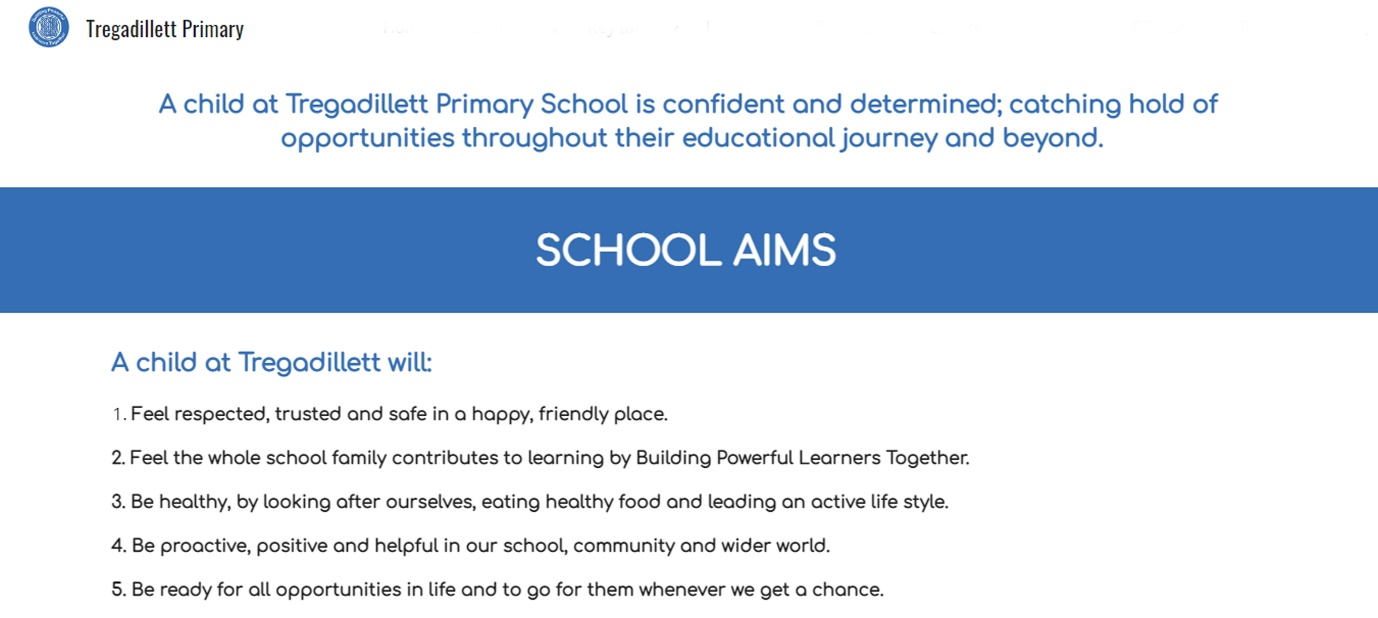 Tregadillett Primary
A child at Tregadillett Primary School is confident and determined; catching hold of
opportunities throughout their educational journey and beyond.
SCHOOL AIMS
A child at Tregadillett will:
1. Feel respected, trusted and safe in a happy, friendly place.
2. Feel the whole school family contributes to learning by Building Powerful Learners Together.
3. Be healthy, by looking after ourselves, eating healthy food and leading an active life style.
4. Be proactive, positive and helpful in our school, community and wider world.
5. Be ready for all opportunities in life and to go for them whenever we get a chance.